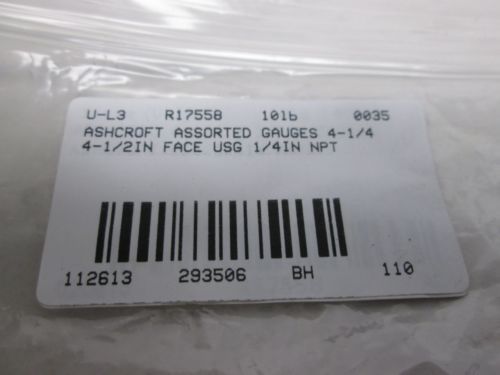 U-L3 R17558 10lb 0035
ASHCROFT ASSORTED GAUGES 4-1/4
4-1/2IN FACE USG 1/4IN NPT
112613 293506 BH 110